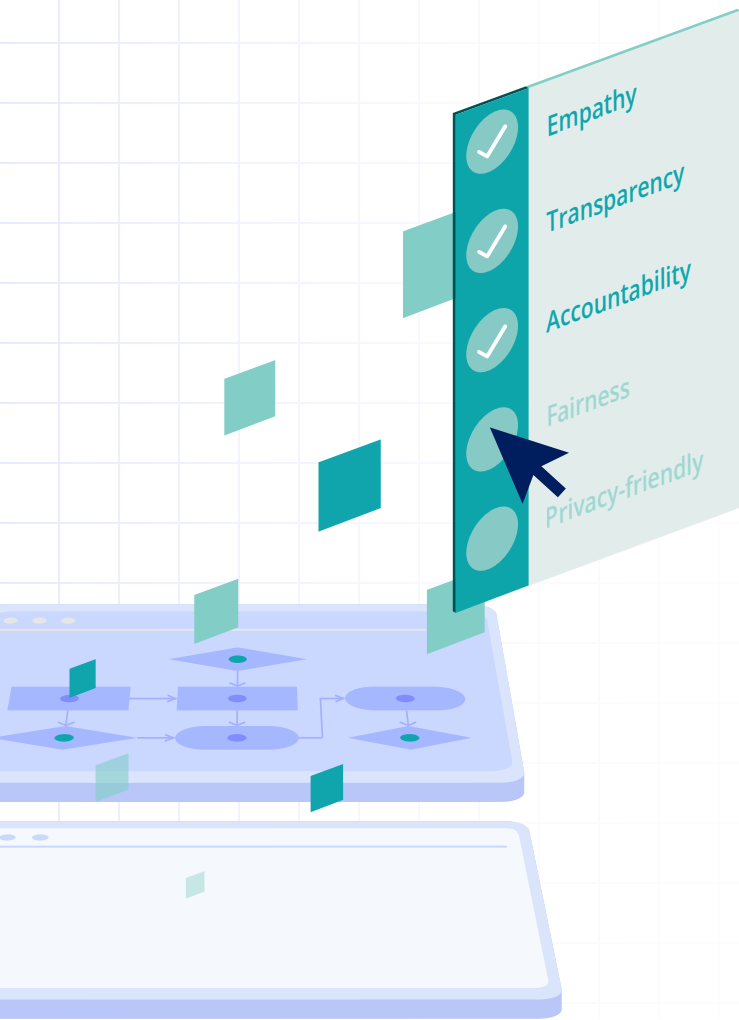 Empathy
Transparency
Accountability
Fairness
Privacy-friendly